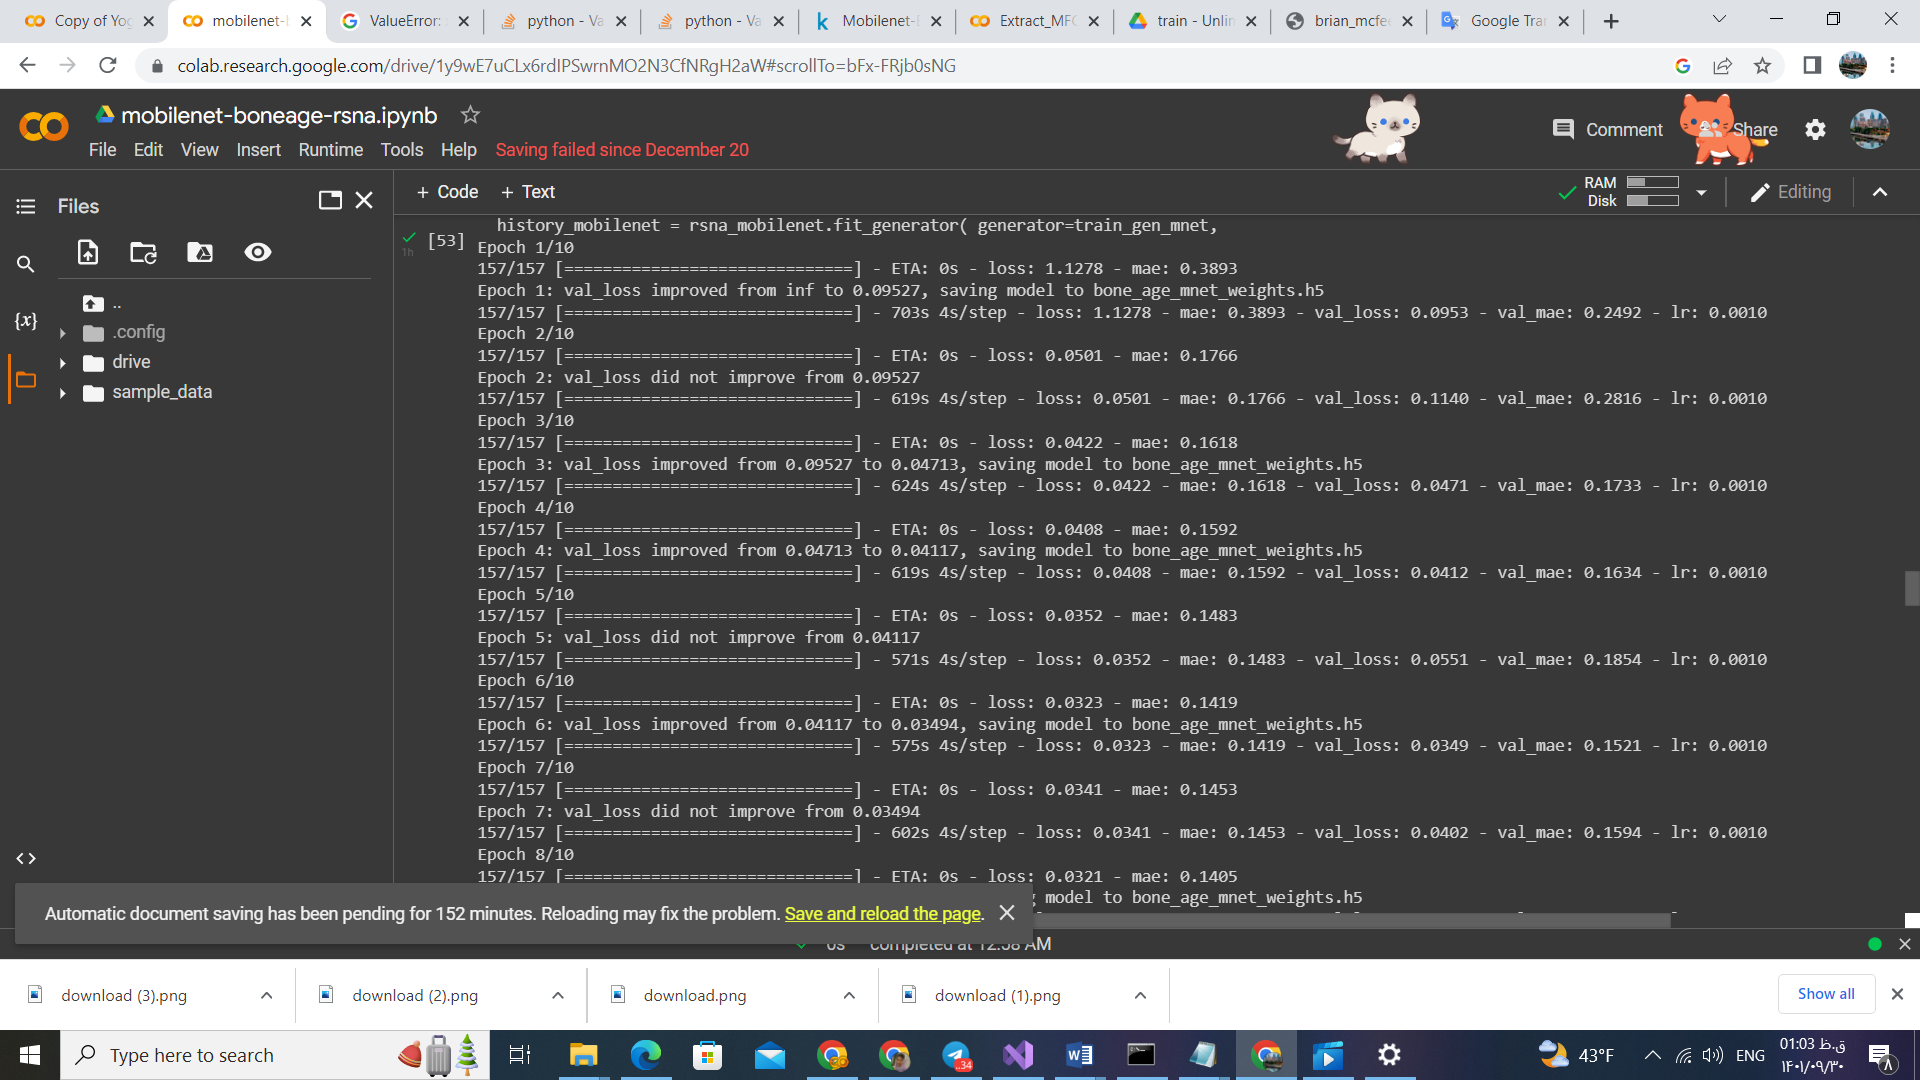 Copy of Yog
mobilenet-b
ValueError:
python - Va
python - Va
Mobilenet-
Extract_MFC
train - Unlin
brian_mcfe
Google Tran
colab.research.google.com/drive/1y9wE7uCLx6rdIPSwrnMO2N3CfNRgH2aW#scrollTo=bFx-FRjb0sNG
mobilenet-boneage-rsna.ipynb
File Edit View Insert Runtime Tools Help Saving failed since December 20
Comment
Share
Files
+ Code + Text
RAM
Disk
Editing
..
.config
drive
sample_data
{x}
[53]
1h
history_mobilenet = rsna_mobilenet.fit_generator( generator=train_gen_mnet,
Epoch 1/10
157/157 [==============================] - ETA: 0s - loss: 1.1278 - mae: 0.3893
Epoch 1: val_loss improved from inf to 0.09527, saving model to bone_age_mnet_weights.h5
157/157 [==============================] - 703s 4s/step - loss: 1.1278 - mae: 0.3893 - val_loss: 0.0953 - val_mae: 0.2492 - lr: 0.0010
Epoch 2/10
157/157 [==============================] - ETA: 0s - loss: 0.0501 - mae: 0.1766
Epoch 2: val_loss did not improve from 0.09527
157/157 [==============================] - 619s 4s/step - loss: 0.0501 - mae: 0.1766 - val_loss: 0.1140 - val_mae: 0.2816 - lr: 0.0010
Epoch 3/10
157/157 [==============================] - ETA: 0s - loss: 0.0422 - mae: 0.1618
Epoch 3: val_loss improved from 0.09527 to 0.04713, saving model to bone_age_mnet_weights.h5
157/157 [==============================] - 624s 4s/step - loss: 0.0422 - mae: 0.1618 - val_loss: 0.0471 - val_mae: 0.1733 - lr: 0.0010
Epoch 4/10
157/157 [==============================] - ETA: 0s - loss: 0.0408 - mae: 0.1592
Epoch 4: val_loss improved from 0.04713 to 0.04117, saving model to bone_age_mnet_weights.h5
157/157 [==============================] - 619s 4s/step - loss: 0.0408 - mae: 0.1592 - val_loss: 0.0412 - val_mae: 0.1634 - lr: 0.0010
Epoch 5/10
157/157 [==============================] - ETA: 0s - loss: 0.0352 - mae: 0.1483
Epoch 5: val_loss did not improve from 0.04117
157/157 [==============================] - 571s 4s/step - loss: 0.0352 - mae: 0.1483 - val_loss: 0.0551 - val_mae: 0.1854 - lr: 0.0010
Epoch 6/10
157/157 [==============================] - ETA: 0s - loss: 0.0323 - mae: 0.1419
Epoch 6: val_loss improved from 0.04117 to 0.03494, saving model to bone_age_mnet_weights.h5
157/157 [==============================] - 575s 4s/step - loss: 0.0323 - mae: 0.1419 - val_loss: 0.0349 - val_mae: 0.1521 - lr: 0.0010
Epoch 7/10
157/157 [==============================] - ETA: 0s - loss: 0.0341 - mae: 0.1453
Epoch 7: val_loss did not improve from 0.03494
157/157 [==============================] - 602s 4s/step - loss: 0.0341 - mae: 0.1453 - val_loss: 0.0402 - val_mae: 0.1594 - lr: 0.0010
Epoch 8/10
157/157 [==============================] - ETA: 0s - loss: 0.0321 - mae: 0.1405
model to bone_age_mnet_weights.h5
Automatic document saving has been pending for 152 minutes. Reloading may fix the problem. Save and reload the page.
0s completed at 12:58 AM
download (3).png
download (2).png
download.png
download (1).png
Show all
Type here to search
..34
43°F
ENG
01:03 ق.ظ
۱۴۰۱/۰۹/۳۰
۸